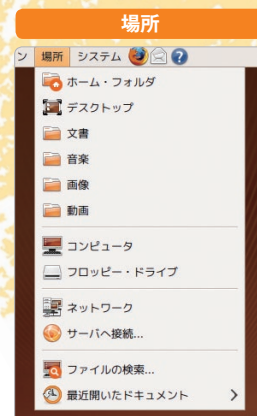 場所
ン 場所 システム
ホーム・フォルダ
デスクトップ
文書
音楽
画像
動画
コンピュータ
フロッピー・ドライブ
ネットワーク
サーバへ接続...
ファイルの検索...
最近開いたドキュメント